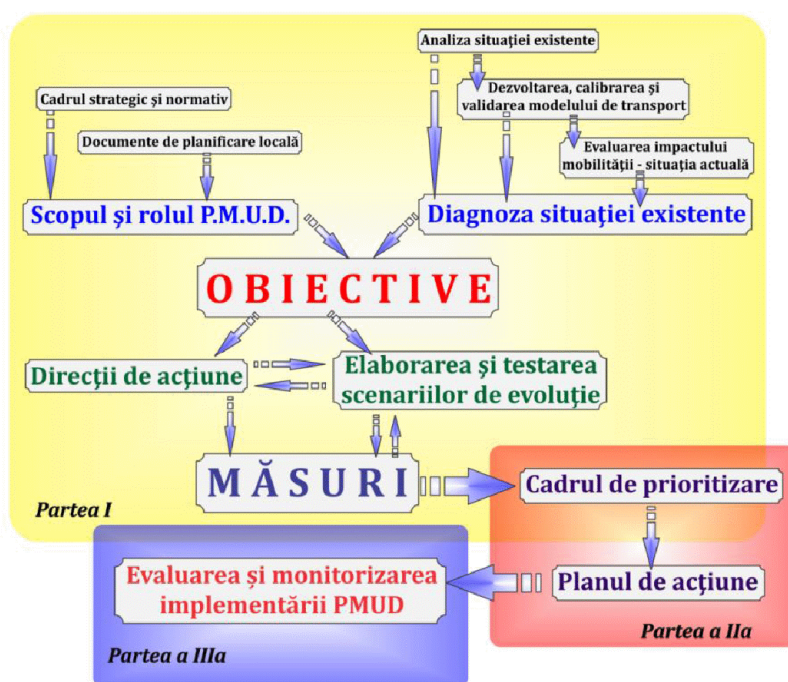 Analiza situației existente
Cadrul strategic și normativ
Dezvoltarea, calibrarea și
validarea modelului de transport
Documente de planificare locală
Evaluarea impactului
mobilității - situația actuală
Scopul și rolul P.M.U.D.
Diagnoza situației existente
O B I E C T I V E
Direcții de acțiune
Elaborarea și testarea
scenariilor de evoluție
M Ă S U R I
Cadrul de prioritizare
Partea I
Evaluarea și monitorizarea
implementării PMUD
Planul de acțiune
Partea a IIa
Partea a IIIa